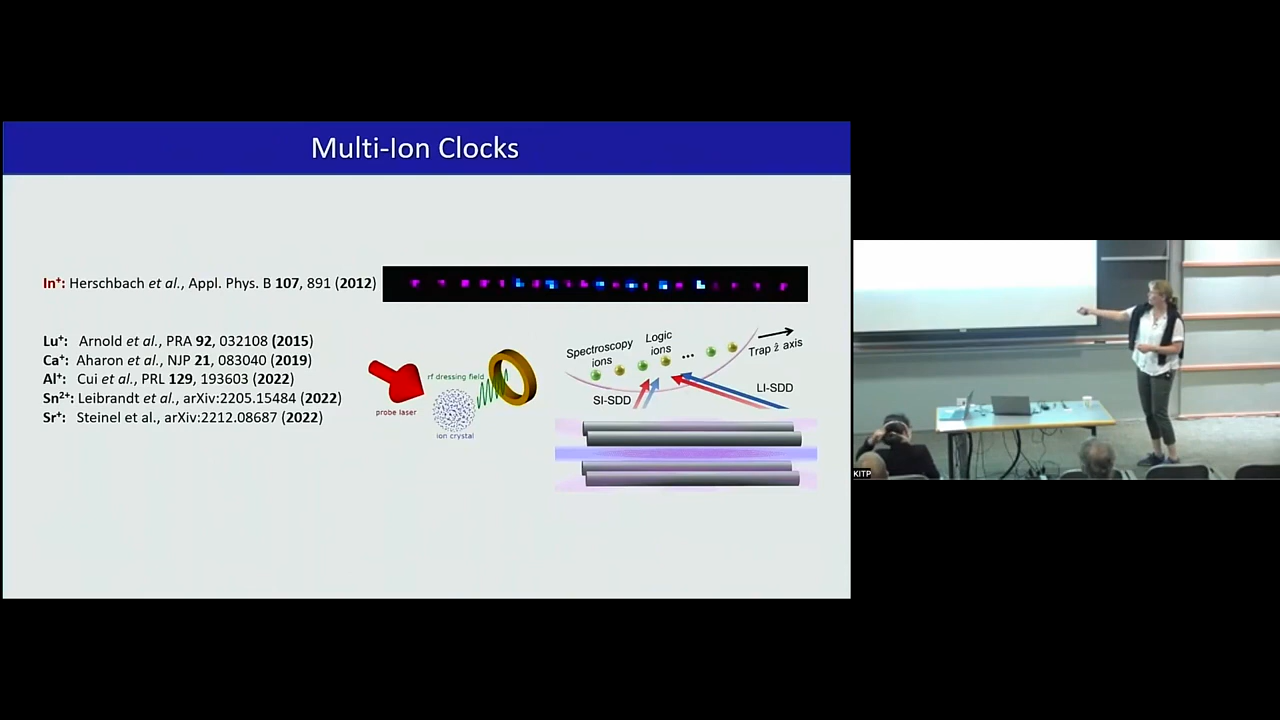 Multi-Ion Clocks
In⁺: Herschbach et al., Appl. Phys. B 107, 891 (2012)
Lu⁺: Arnold et al., PRA 92, 032108 (2015)
Ca⁺: Aharon et al., NJP 21, 083040 (2019)
Al⁺: Cui et al., PRL 129, 193603 (2022)
Sn²⁺: Leibrandt et al., arXiv:2205.15484 (2022)
Sr⁺: Steinel et al., arXiv:2212.08687 (2022)
probe laser
rf dressing field
ion crystal
Spectroscopy
ions
Logic
ions
...
Trap ẑ axis
SI-SDD
LI-SDD
KITP